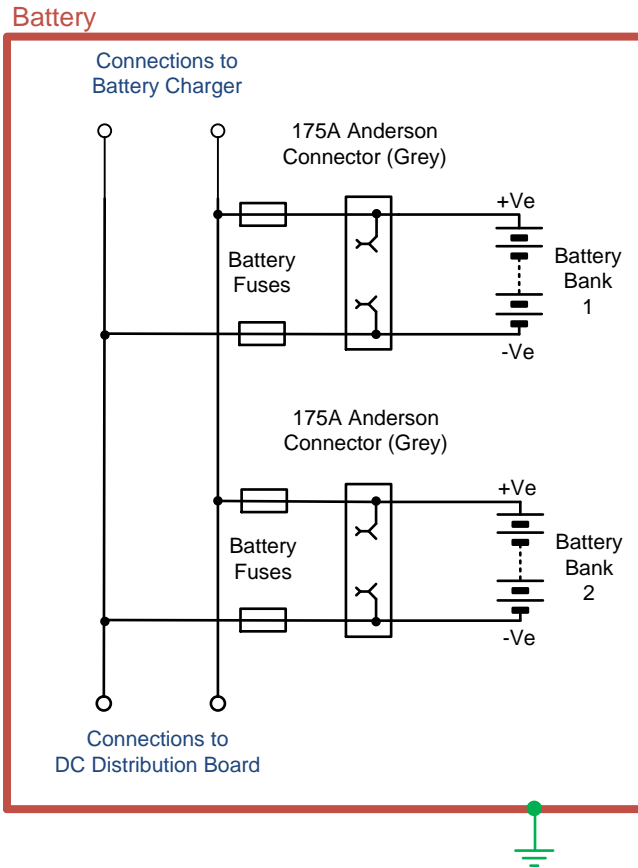 Battery
Connections to
Battery Charger
175A Anderson
Connector (Grey)
+Ve
Battery
Fuses
Battery
Bank
1
-Ve
175A Anderson
Connector (Grey)
+Ve
Battery
Fuses
Battery
Bank
2
-Ve
Connections to
DC Distribution Board